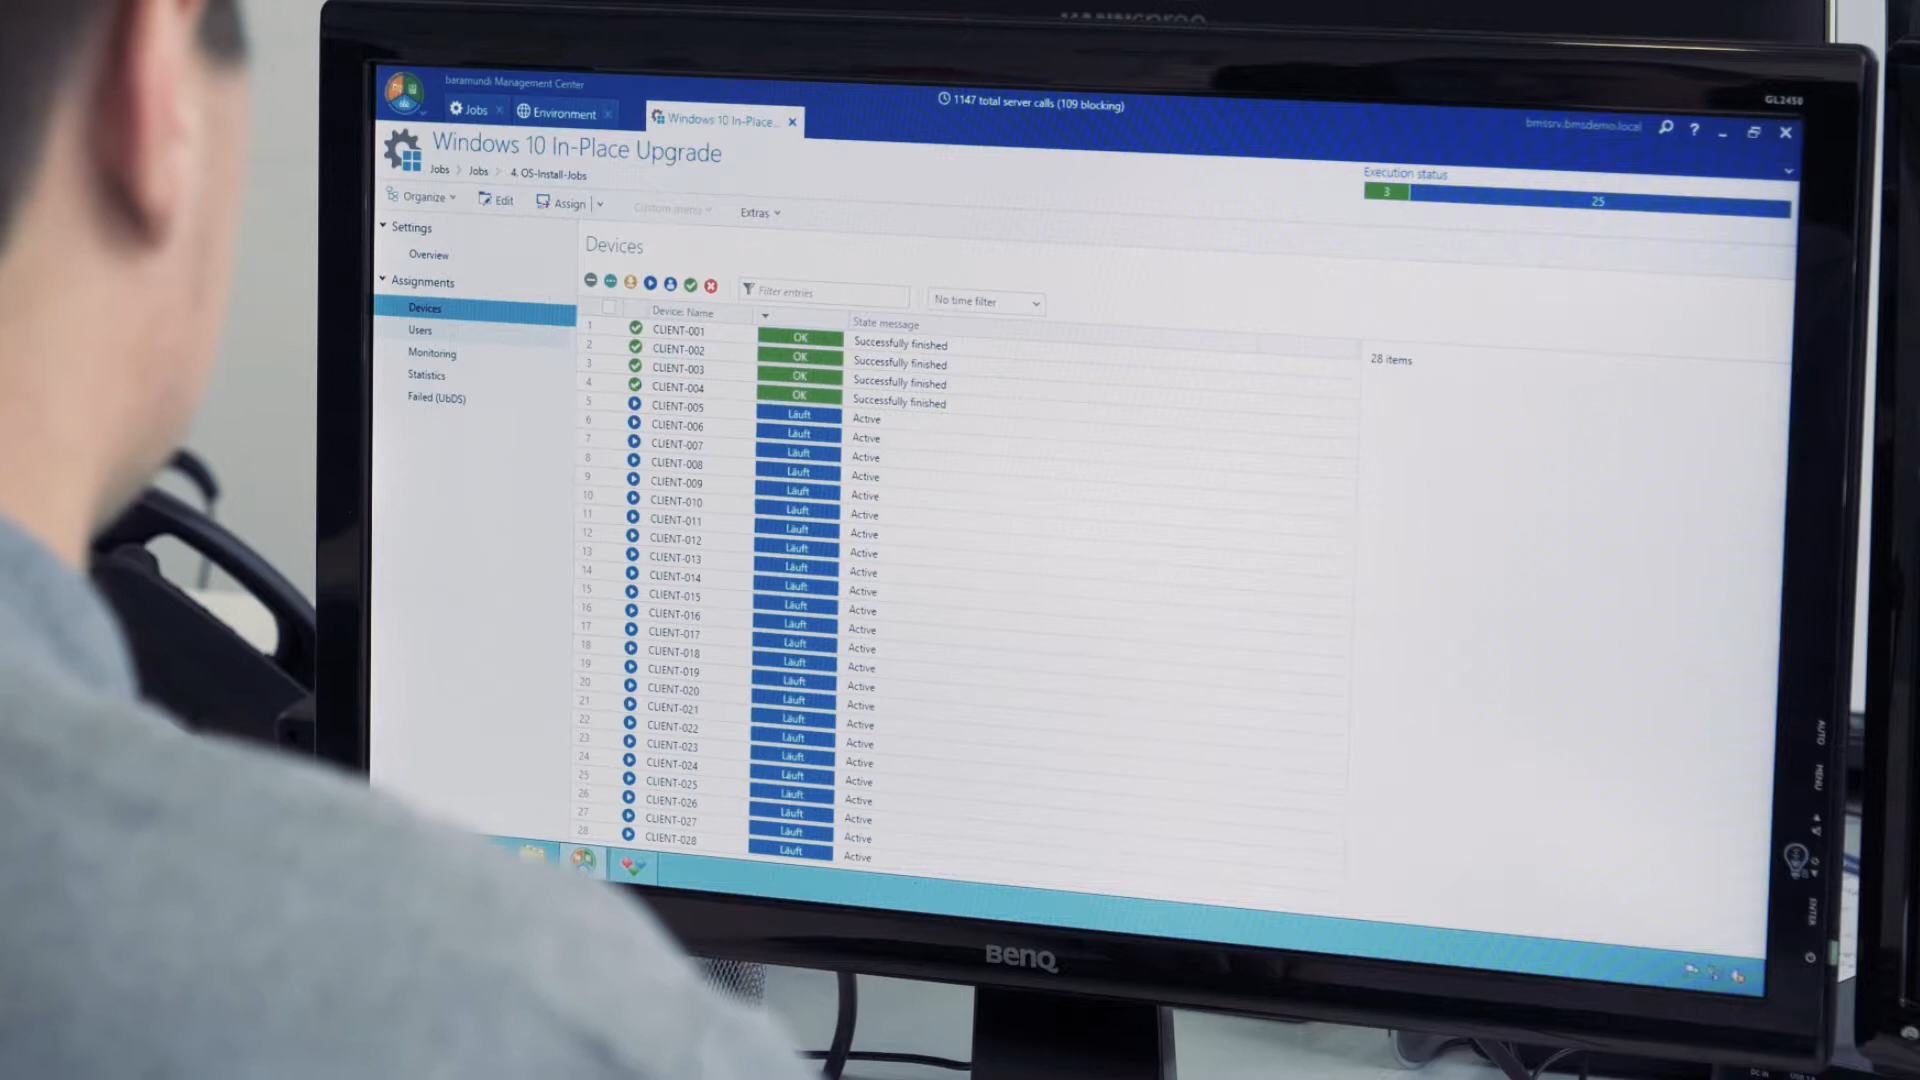 baramundi Management Center
Jobs
Environment
Windows 10 In-Place...
1147 total server calls (109 blocking)
bmssrv.bmsdemo.local
GL2450
Windows 10 In-Place Upgrade
Jobs > Jobs > 4. OS-Install-Jobs
Execution status
3 25
Organize Edit Assign Custom menu Extras
Settings
Overview
Assignments
Devices
Users
Monitoring
Statistics
Failed (UbDS)
Devices
Filter entries
No time filter
Device: Name State message
28 items
1 CLIENT-001 OK Successfully finished
2 CLIENT-002 OK Successfully finished
3 CLIENT-003 OK Successfully finished
4 CLIENT-004 OK Successfully finished
5 CLIENT-005 Läuft Active
6 CLIENT-006 Läuft Active
7 CLIENT-007 Läuft Active
8 CLIENT-008 Läuft Active
9 CLIENT-009 Läuft Active
10 CLIENT-010 Läuft Active
11 CLIENT-011 Läuft Active
12 CLIENT-012 Läuft Active
13 CLIENT-013 Läuft Active
14 CLIENT-014 Läuft Active
15 CLIENT-015 Läuft Active
16 CLIENT-016 Läuft Active
17 CLIENT-017 Läuft Active
18 CLIENT-018 Läuft Active
19 CLIENT-019 Läuft Active
20 CLIENT-020 Läuft Active
21 CLIENT-021 Läuft Active
22 CLIENT-022 Läuft Active
23 CLIENT-023 Läuft Active
24 CLIENT-024 Läuft Active
25 CLIENT-025 Läuft Active
26 CLIENT-026 Läuft Active
27 CLIENT-027 Läuft Active
28 CLIENT-028 Läuft Active
AUTO
MENU
ENTER
BenQ